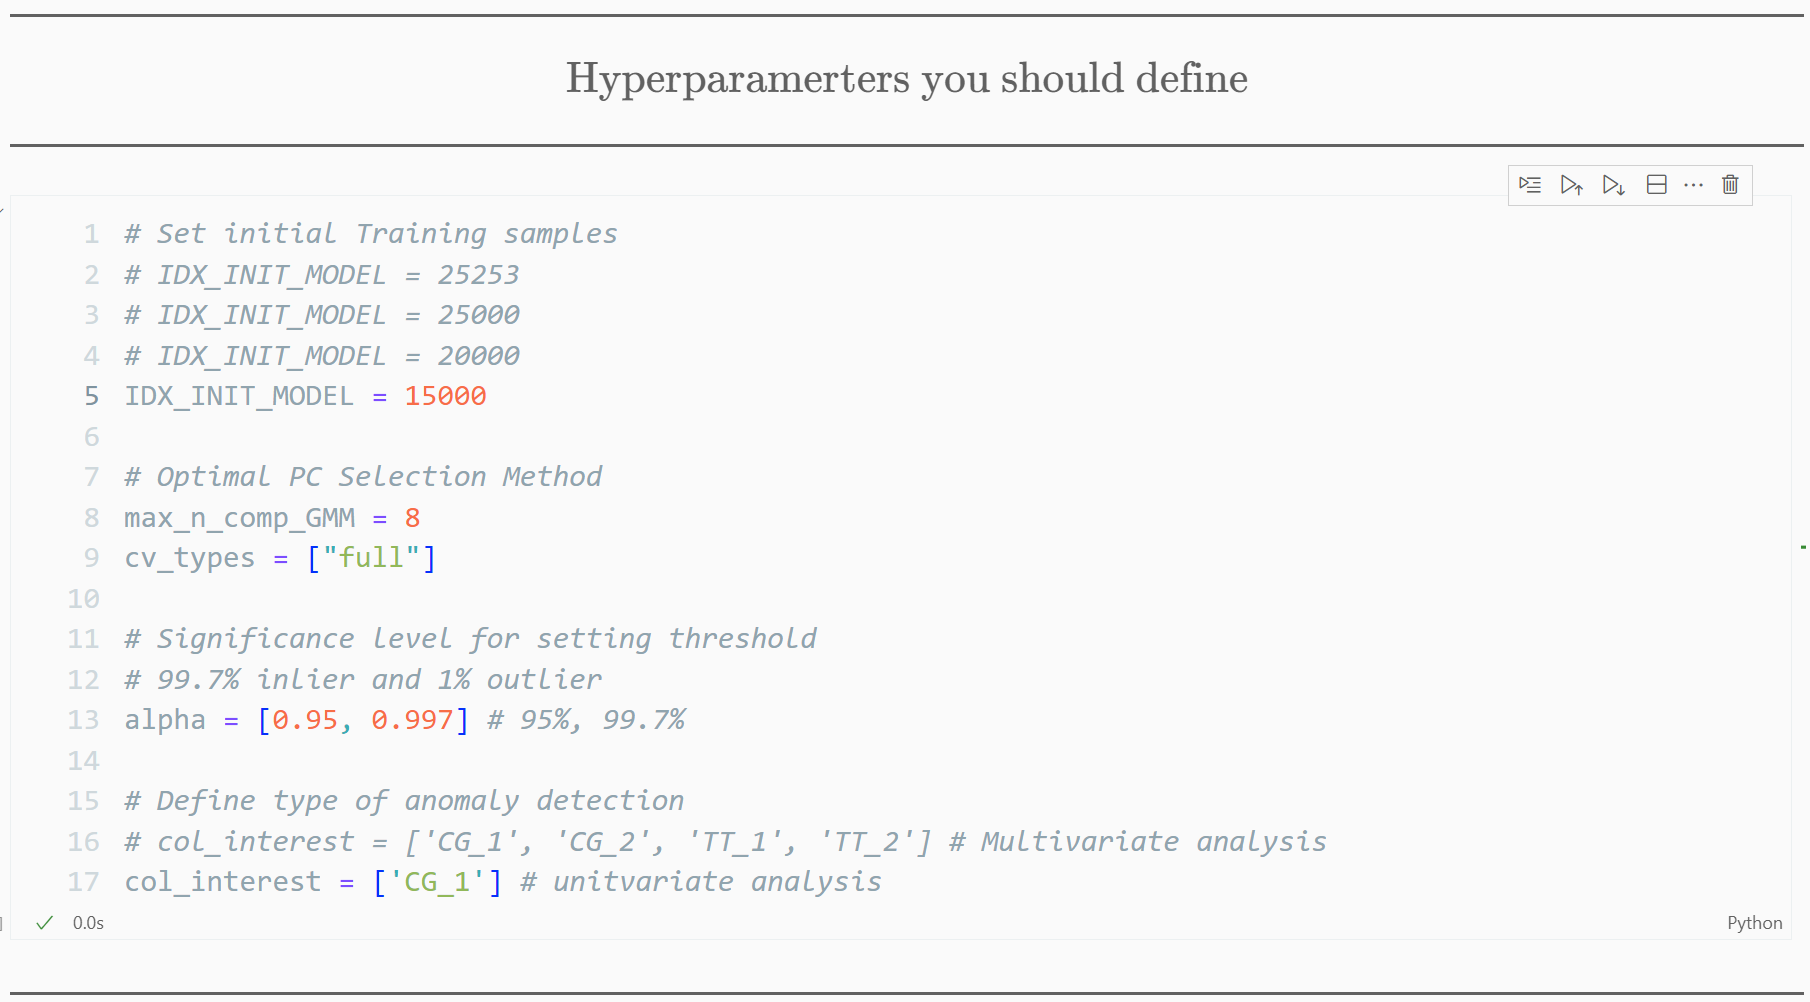 Hyperparamerters you should define
1 # Set initial Training samples
2 # IDX_INIT_MODEL = 25253
3 # IDX_INIT_MODEL = 25000
4 # IDX_INIT_MODEL = 20000
5 IDX_INIT_MODEL = 15000
6
7 # Optimal PC Selection Method
8 max_n_comp_GMM = 8
9 cv_types = ["full"]
10
11 # Significance level for setting threshold
12 # 99.7% inlier and 1% outlier
13 alpha = [0.95, 0.997] # 95%, 99.7%
14
15 # Define type of anomaly detection
16 # col_interest = ['CG_1', 'CG_2', 'TT_1', 'TT_2'] # Multivariate analysis
17 col_interest = ['CG_1'] # unitvariate analysis
] 0.0s Python